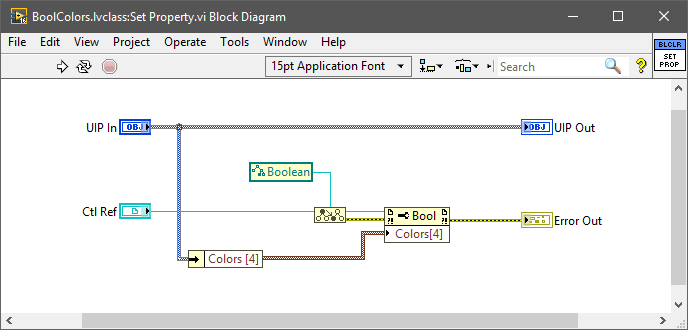 BoolColors.lvclass:Set Property.vi Block Diagram
File Edit View Project Operate Tools Window Help
15pt Application Font
Search
?
BLCLR
SET
PROP
UIP In
OBJ
OBJ
UIP Out
Boolean
Ctl Ref
Bool
Colors[4]
Error Out
Colors [4]